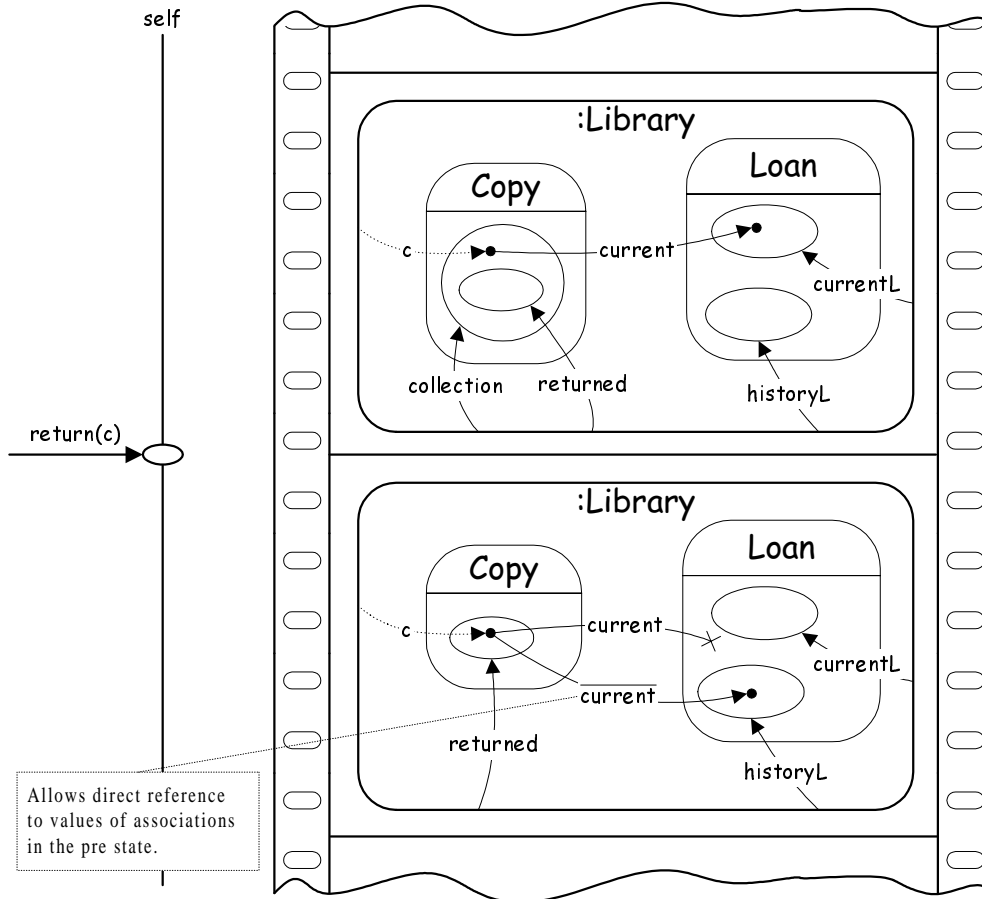 self
:Library
Copy
Loan
c
current
currentL
collection
returned
historyL
return(c)
:Library
Copy
Loan
c
current
currentL
current
returned
historyL
Allows direct reference
to values of associations
in the pre state.